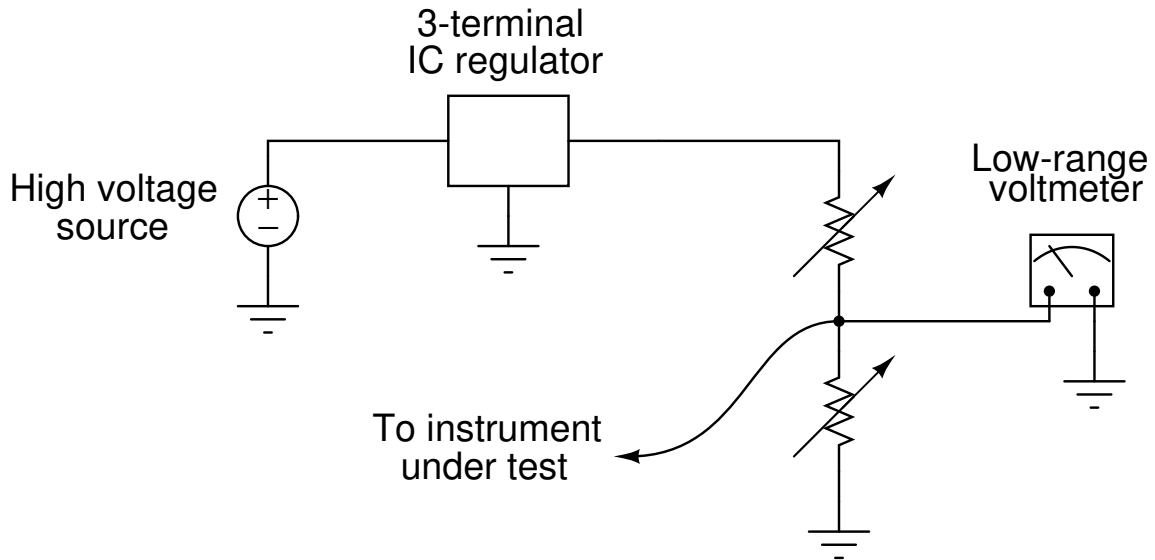 3-terminal
IC regulator
High voltage
source
+
−
Low-range
voltmeter
To instrument
under test